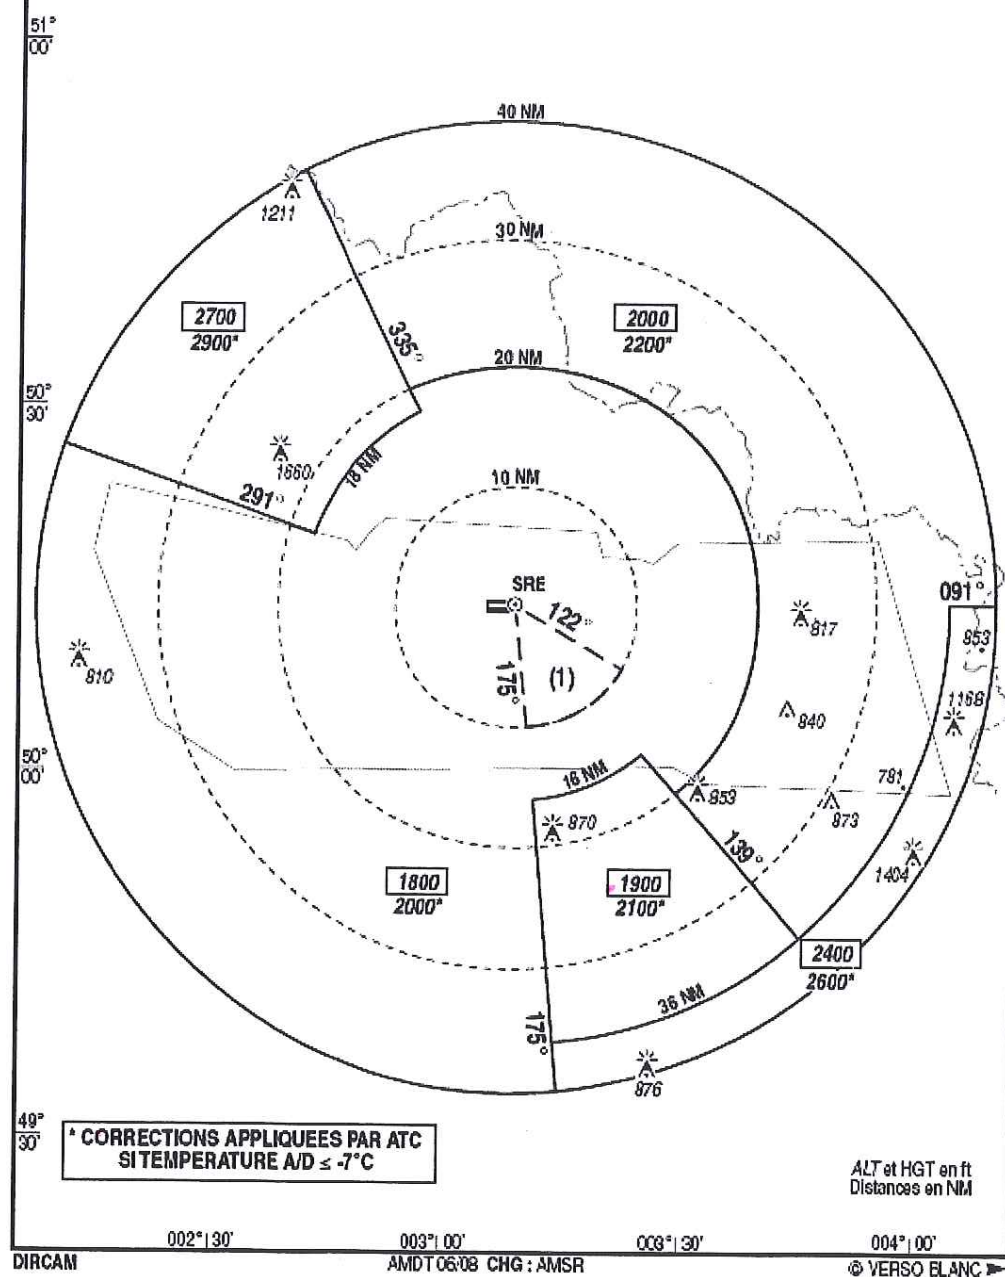 51°
00'
40 NM
1211
30 NM
2700
2900*
2000
2200*
335°
20 NM
50°
30'
1660
18 NM
291°
10 NM
SRE
122°
091°
817
853
810
175°
(1)
1168
840
50°
00'
16 NM
781
853
873
870
139°
1404
1800
2000*
1900
2100*
2400
2600*
36 NM
175°
876
49°
30'
* CORRECTIONS APPLIQUEES PAR ATC
SI TEMPERATURE A/D ≤ -7°C
ALT et HGT en ft
Distances en NM
002°|30'
003°|00'
003°|30'
004°|00'
DIRCAM
AMDT 06/08 CHG : AMSR
© VERSO BLANC